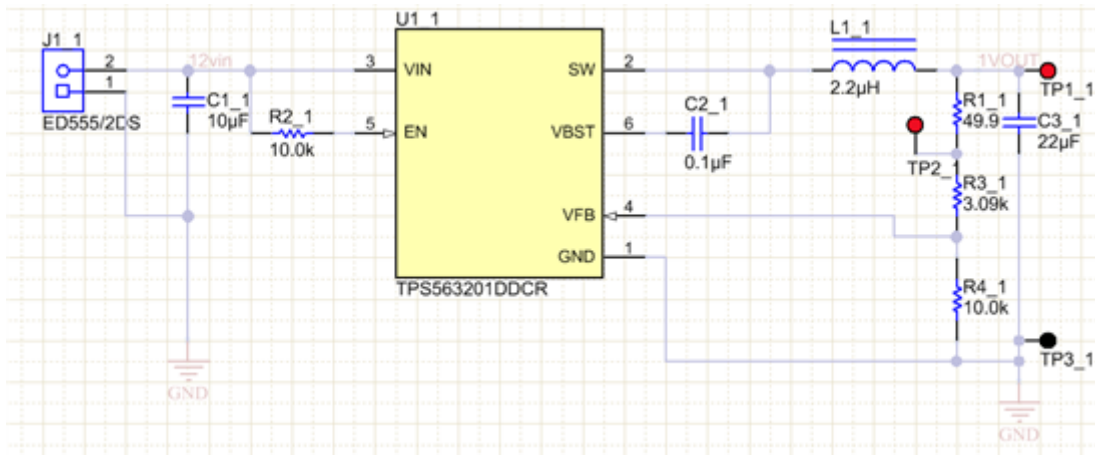 U1_1
J1_1
L1_1
12vin
1VOUT
2
3
VIN
SW
2
1
C1_1
10µF
2.2µH
TP1_1
R1_1
49.9
C3_1
22µF
ED555/2DS
R2_1
10.0k
5
EN
VBST
6
C2_1
0.1µF
TP2_1
R3_1
3.09k
VFB
4
GND
1
TPS563201DDCR
R4_1
10.0k
TP3_1
GND
GND